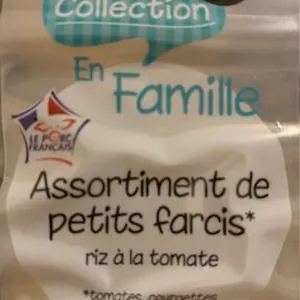 Collection
En
Famille
LE PORC
FRANÇAIS
Assortiment de
petits farcis*
riz à la tomate
*tomates, courgettes